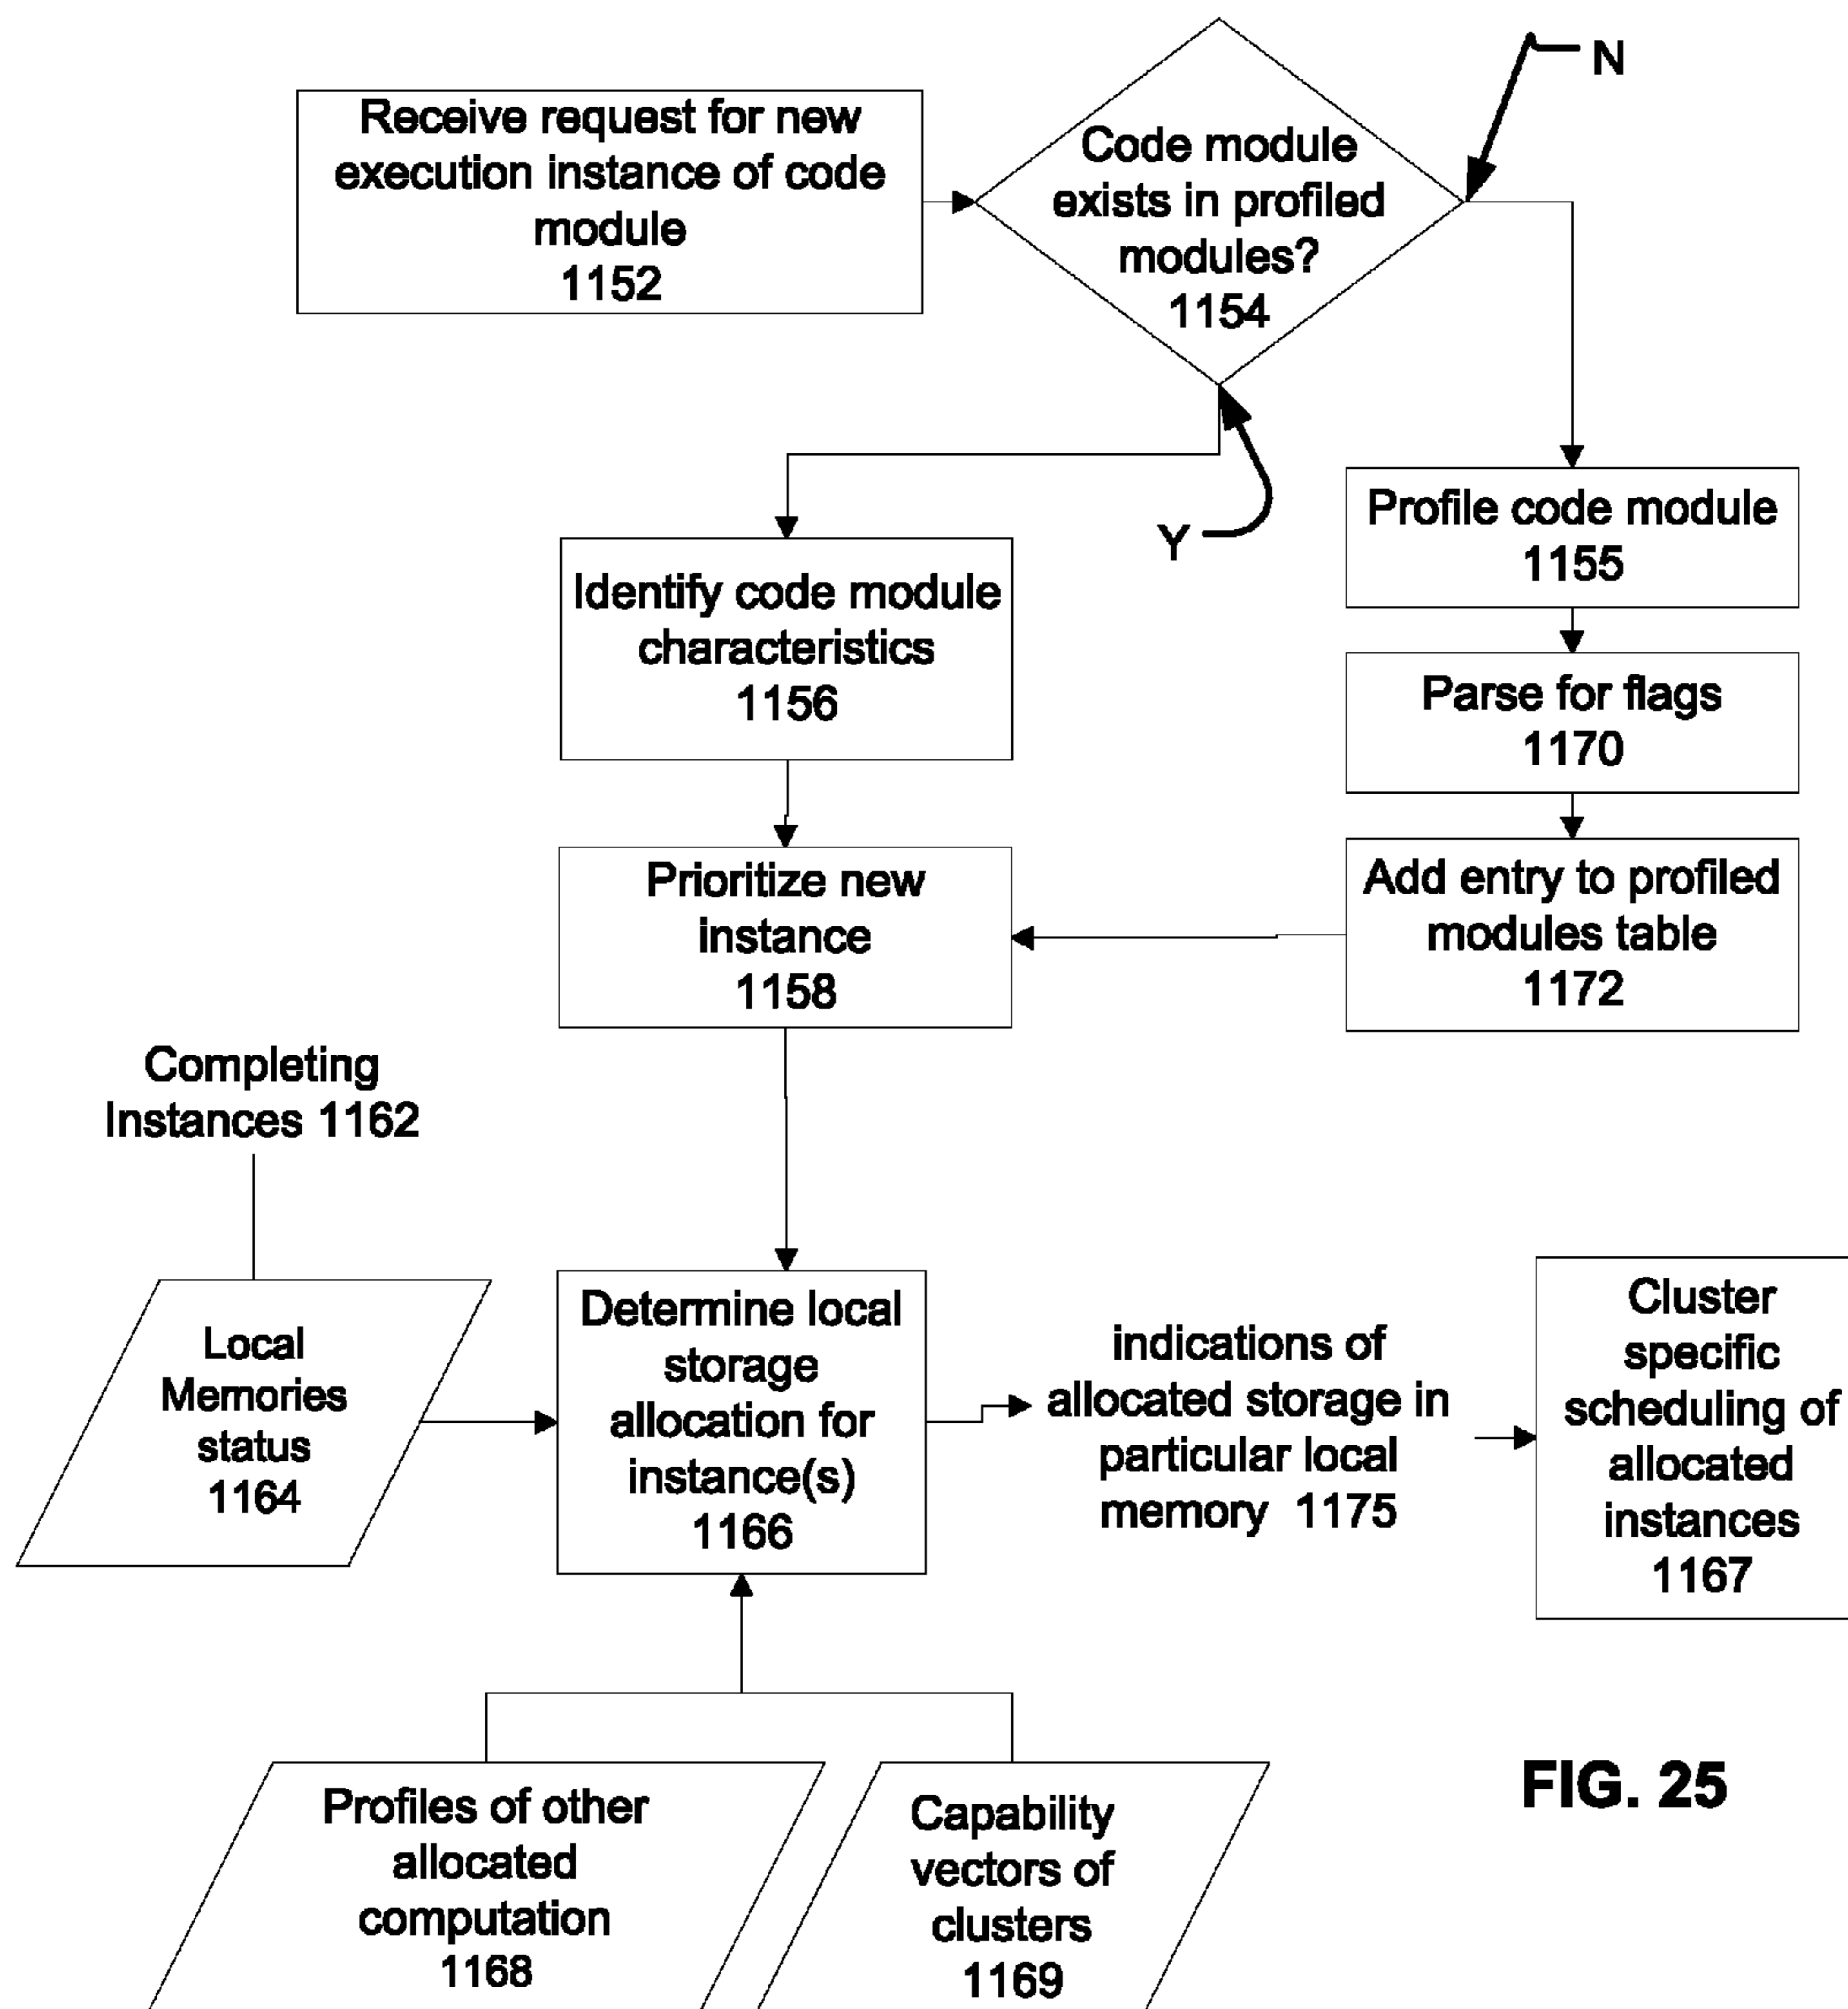 Receive request for new
execution instance of code
module
1152
Code module
exists in profiled
modules?
1154
N
Y
Profile code module
1155
Identify code module
characteristics
1156
Parse for flags
1170
Prioritize new
instance
1158
Add entry to profiled
modules table
1172
Completing
Instances 1162
Local
Memories
status
1164
Determine local
storage
allocation for
instance(s)
1166
indications of
allocated storage in
particular local
memory 1175
Cluster
specific
scheduling of
allocated
instances
1167
Profiles of other
allocated
computation
1168
Capability
vectors of
clusters
1169
FIG. 25